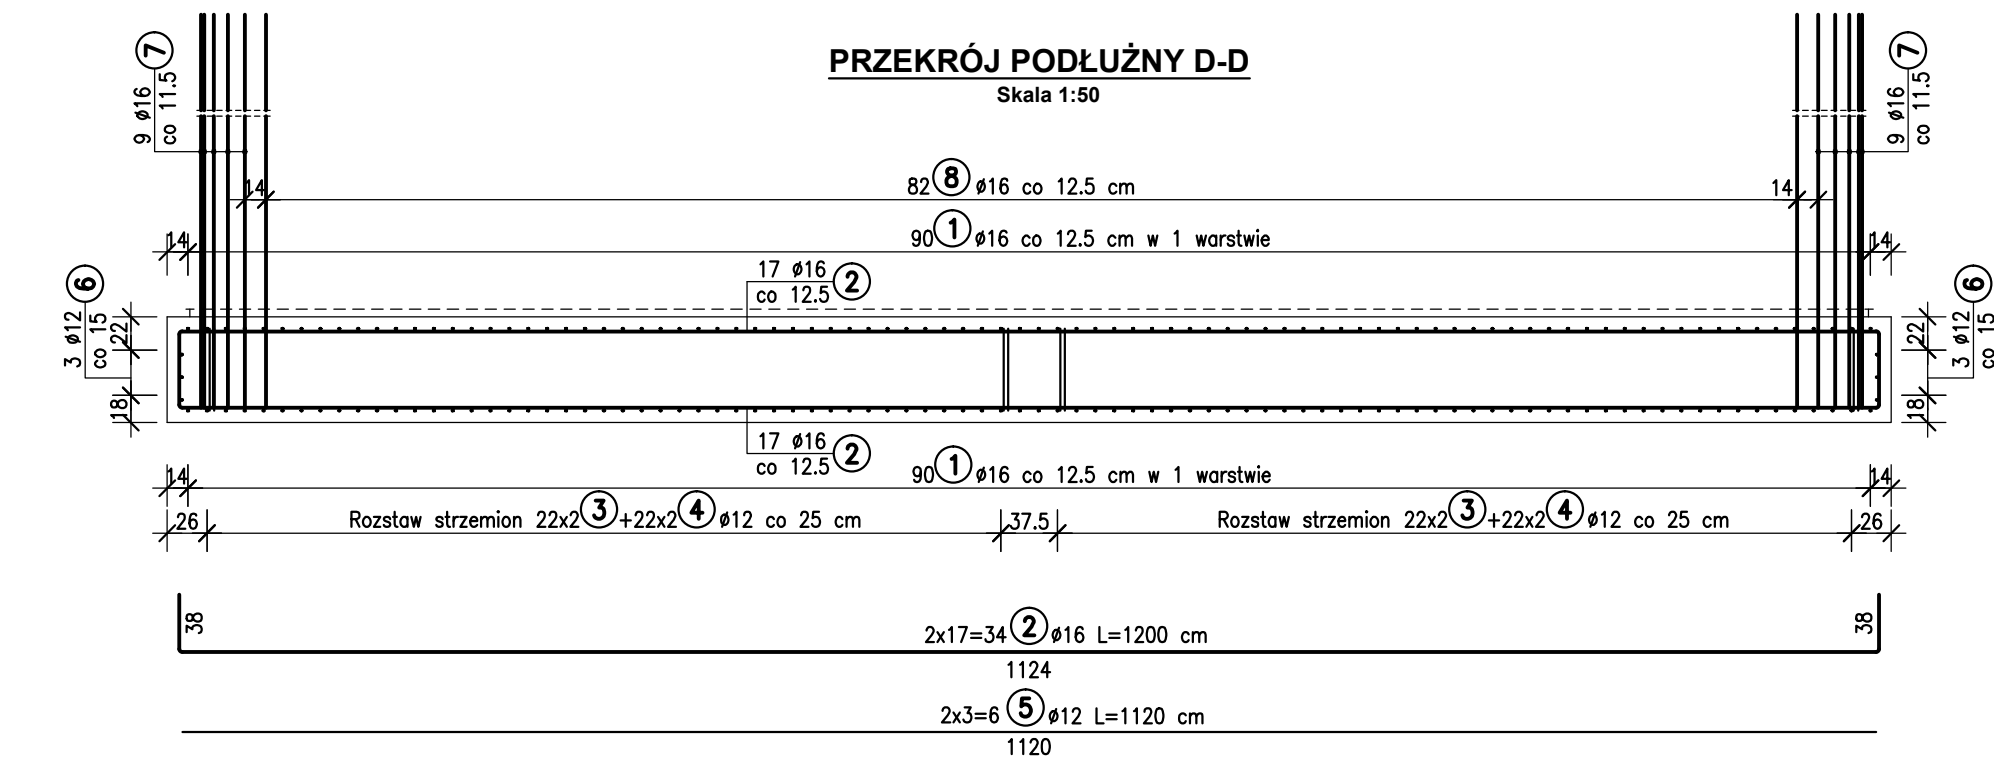 PRZEKRÓJ PODŁUŻNY D-D
Skala 1:50
7
9 ø16
co 11.5
7
9 ø16
co 11.5
14
82 8 ø16 co 12.5 cm
14
14
90 1 ø16 co 12.5 cm w 1 warstwie
14
6
3 ø12
co 15
22
18
17 ø16
co 12.5
2
6
3 ø12
co 15
22
18
17 ø16
co 12.5
2
14
90 1 ø16 co 12.5 cm w 1 warstwie
14
26
Rozstaw strzemion 22x2 3 +22x2 4 ø12 co 25 cm
37.5
Rozstaw strzemion 22x2 3 +22x2 4 ø12 co 25 cm
26
38
2x17=34 2 ø16 L=1200 cm
38
1124
2x3=6 5 ø12 L=1120 cm
1120